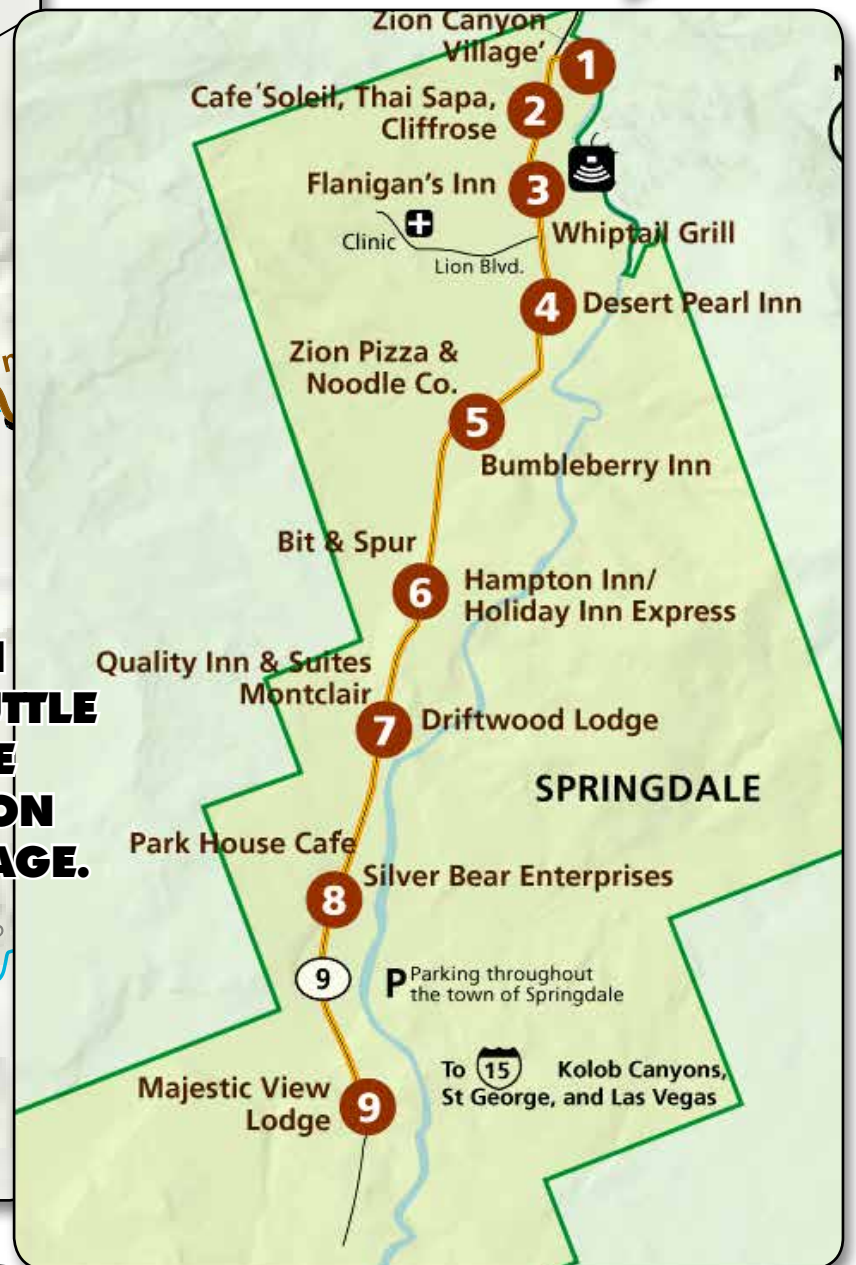 Zion Canyon
Village'
1
Cafe´Soleil, Thai Sapa,
Cliffrose
2
Flanigan's Inn
3
Whiptail Grill
Clinic
Lion Blvd.
4
Desert Pearl Inn
Zion Pizza &
Noodle Co.
5
Bumbleberry Inn
Bit & Spur
6
Hampton Inn/
Holiday Inn Express
Quality Inn & Suites
Montclair
7
Driftwood Lodge
SPRINGDALE
Park House Cafe
8
Silver Bear Enterprises
9
P Parking throughout
the town of Springdale
To 15 Kolob Canyons,
St George, and Las Vegas
Majestic View
Lodge
9